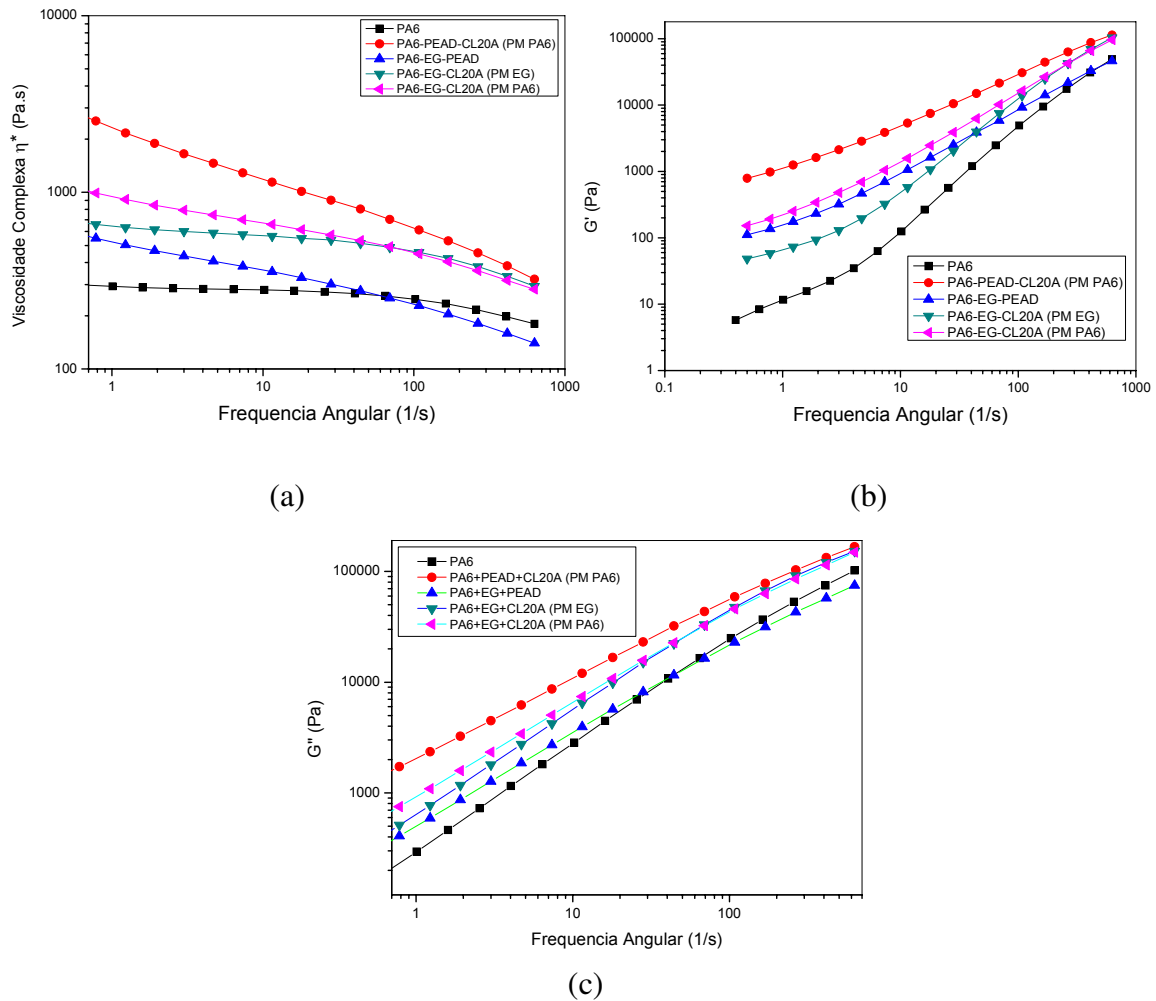 10000
1000
100
Viscosidade Complexa η* (Pa.s)
PA6
PA6-PEAD-CL20A (PM PA6)
PA6-EG-PEAD
PA6-EG-CL20A (PM EG)
PA6-EG-CL20A (PM PA6)
1 10 100 1000
Frequencia Angular (1/s)
(a)
100000
10000
1000
100
10
1
G' (Pa)
PA6
PA6-PEAD-CL20A (PM PA6)
PA6-EG-PEAD
PA6-EG-CL20A (PM EG)
PA6-EG-CL20A (PM PA6)
0.1 1 10 100 1000
Frequencia Angular (1/s)
(b)
100000
10000
1000
G'' (Pa)
PA6
PA6+PEAD+CL20A (PM PA6)
PA6+EG+PEAD
PA6+EG+CL20A (PM EG)
PA6+EG+CL20A (PM PA6)
1 10 100
Frequencia Angular (1/s)
(c)